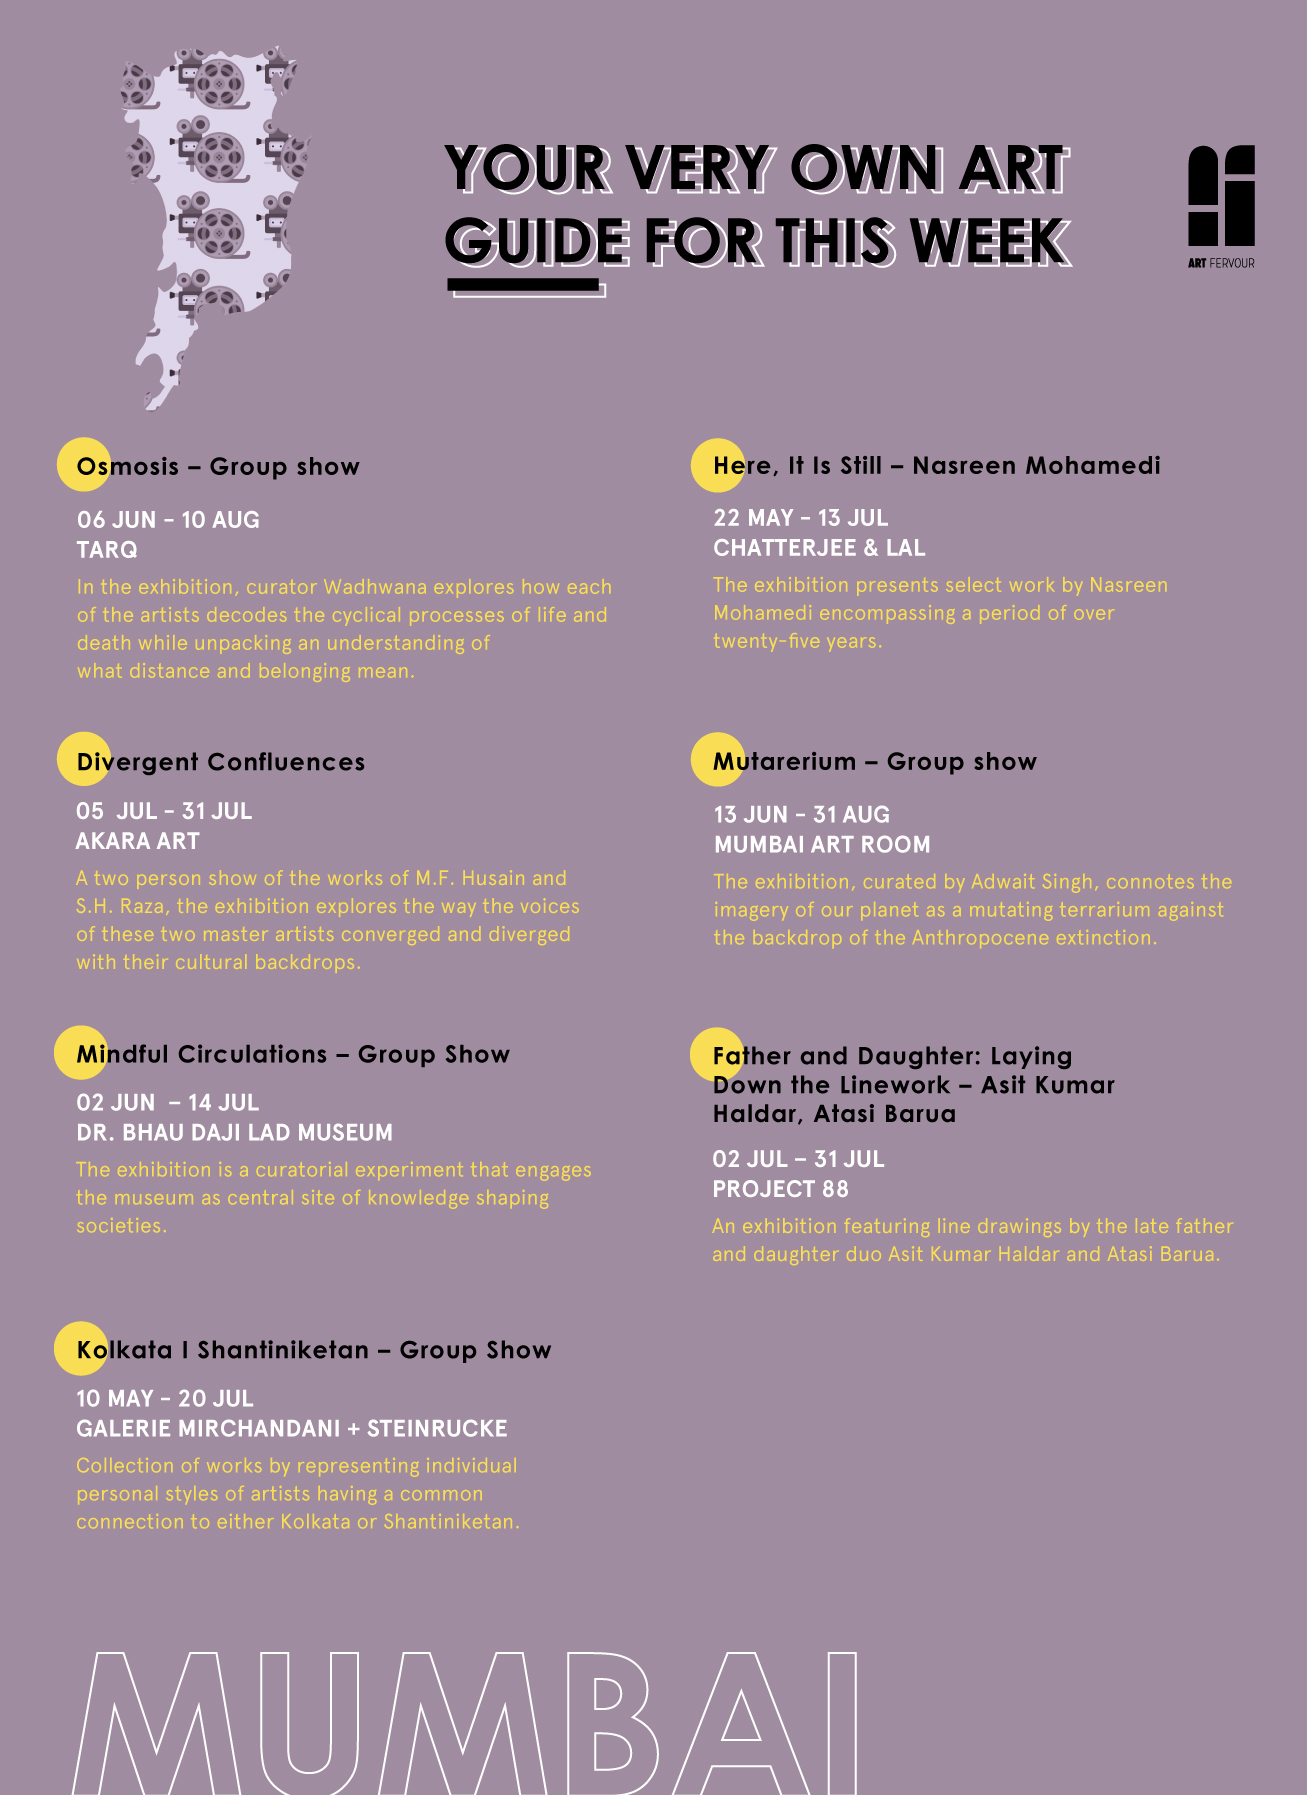 YOUR VERY OWN ART
GUIDE FOR THIS WEEK
ART FERVOUR
Osmosis – Group show
06 JUN - 10 AUG
TARQ
In the exhibition, curator Wadhwana explores how each
of the artists decodes the cyclical processes of life and
death while unpacking an understanding of
what distance and belonging mean.
Here, It Is Still – Nasreen Mohamedi
22 MAY - 13 JUL
CHATTERJEE & LAL
The exhibition presents select work by Nasreen
Mohamedi encompassing a period of over
twenty-five years.
Divergent Confluences
05 JUL - 31 JUL
AKARA ART
A two person show of the works of M.F. Husain and
S.H. Raza, the exhibition explores the way the voices
of these two master artists converged and diverged
with their cultural backdrops.
Mutarerium – Group show
13 JUN - 31 AUG
MUMBAI ART ROOM
The exhibition, curated by Adwait Singh, connotes the
imagery of our planet as a mutating terrarium against
the backdrop of the Anthropocene extinction.
Mindful Circulations – Group Show
02 JUN – 14 JUL
DR. BHAU DAJI LAD MUSEUM
The exhibition is a curatorial experiment that engages
the museum as central site of knowledge shaping
societies.
Father and Daughter: Laying
Down the Linework – Asit Kumar
Haldar, Atasi Barua
02 JUL – 31 JUL
PROJECT 88
An exhibition featuring line drawings by the late father
and daughter duo Asit Kumar Haldar and Atasi Barua.
Kolkata I Shantiniketan – Group Show
10 MAY - 20 JUL
GALERIE MIRCHANDANI + STEINRUCKE
Collection of works by representing individual
personal styles of artists having a common
connection to either Kolkata or Shantiniketan.
MUMBAI